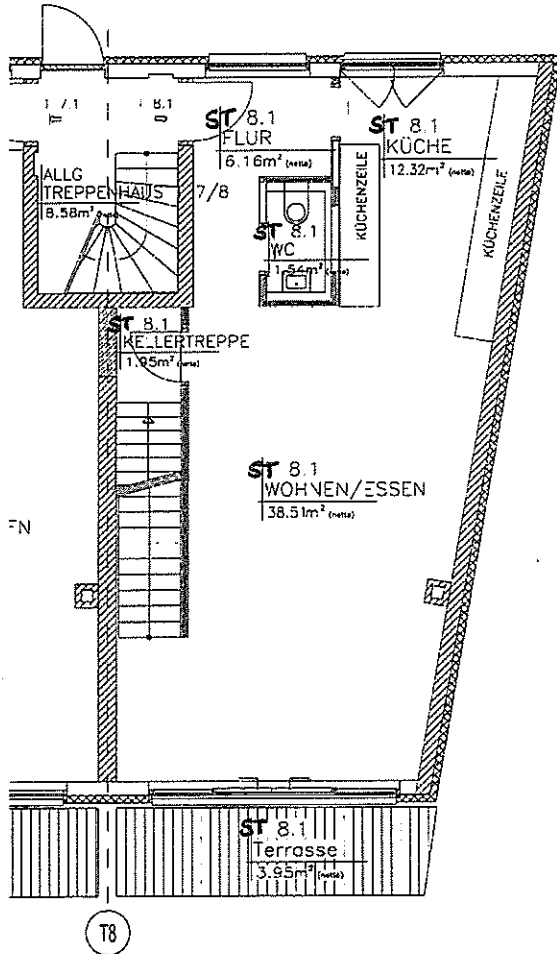 8.1
ST 8.1
FLUR
6.16m² (netto)
ST 8.1
KÜCHE
12.32m² (netto)
ALLG
TREPPENHAUS 7/8
8.58m²
KÜCHENZEILE
KÜCHENZEILE
ST 8.1
WC
1.54m² (netto)
ST 8.1
KELLERTREPPE
1.95m² (netto)
ST 8.1
WOHNEN/ESSEN
38.51m² (netto)
EN
ST 8.1
Terrasse
3.95m² (netto)
T8